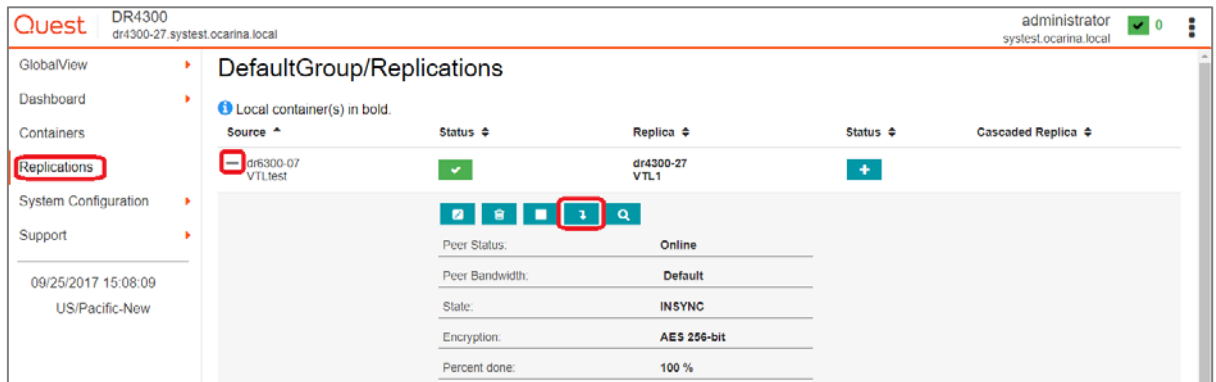 Quest
DR4300
dr4300-27.systest.ocarina.local
administrator
systest.ocarina.local
0
GlobalView
Dashboard
Containers
Replications
System Configuration
Support
09/25/2017 15:08:09
US/Pacific-New
DefaultGroup/Replications
Local container(s) in bold.
Source Status Replica Status Cascaded Replica
dr6300-07 dr4300-27
VTLtest VTL1
Peer Status: Online
Peer Bandwidth: Default
State: INSYNC
Encryption: AES 256-bit
Percent done: 100 %